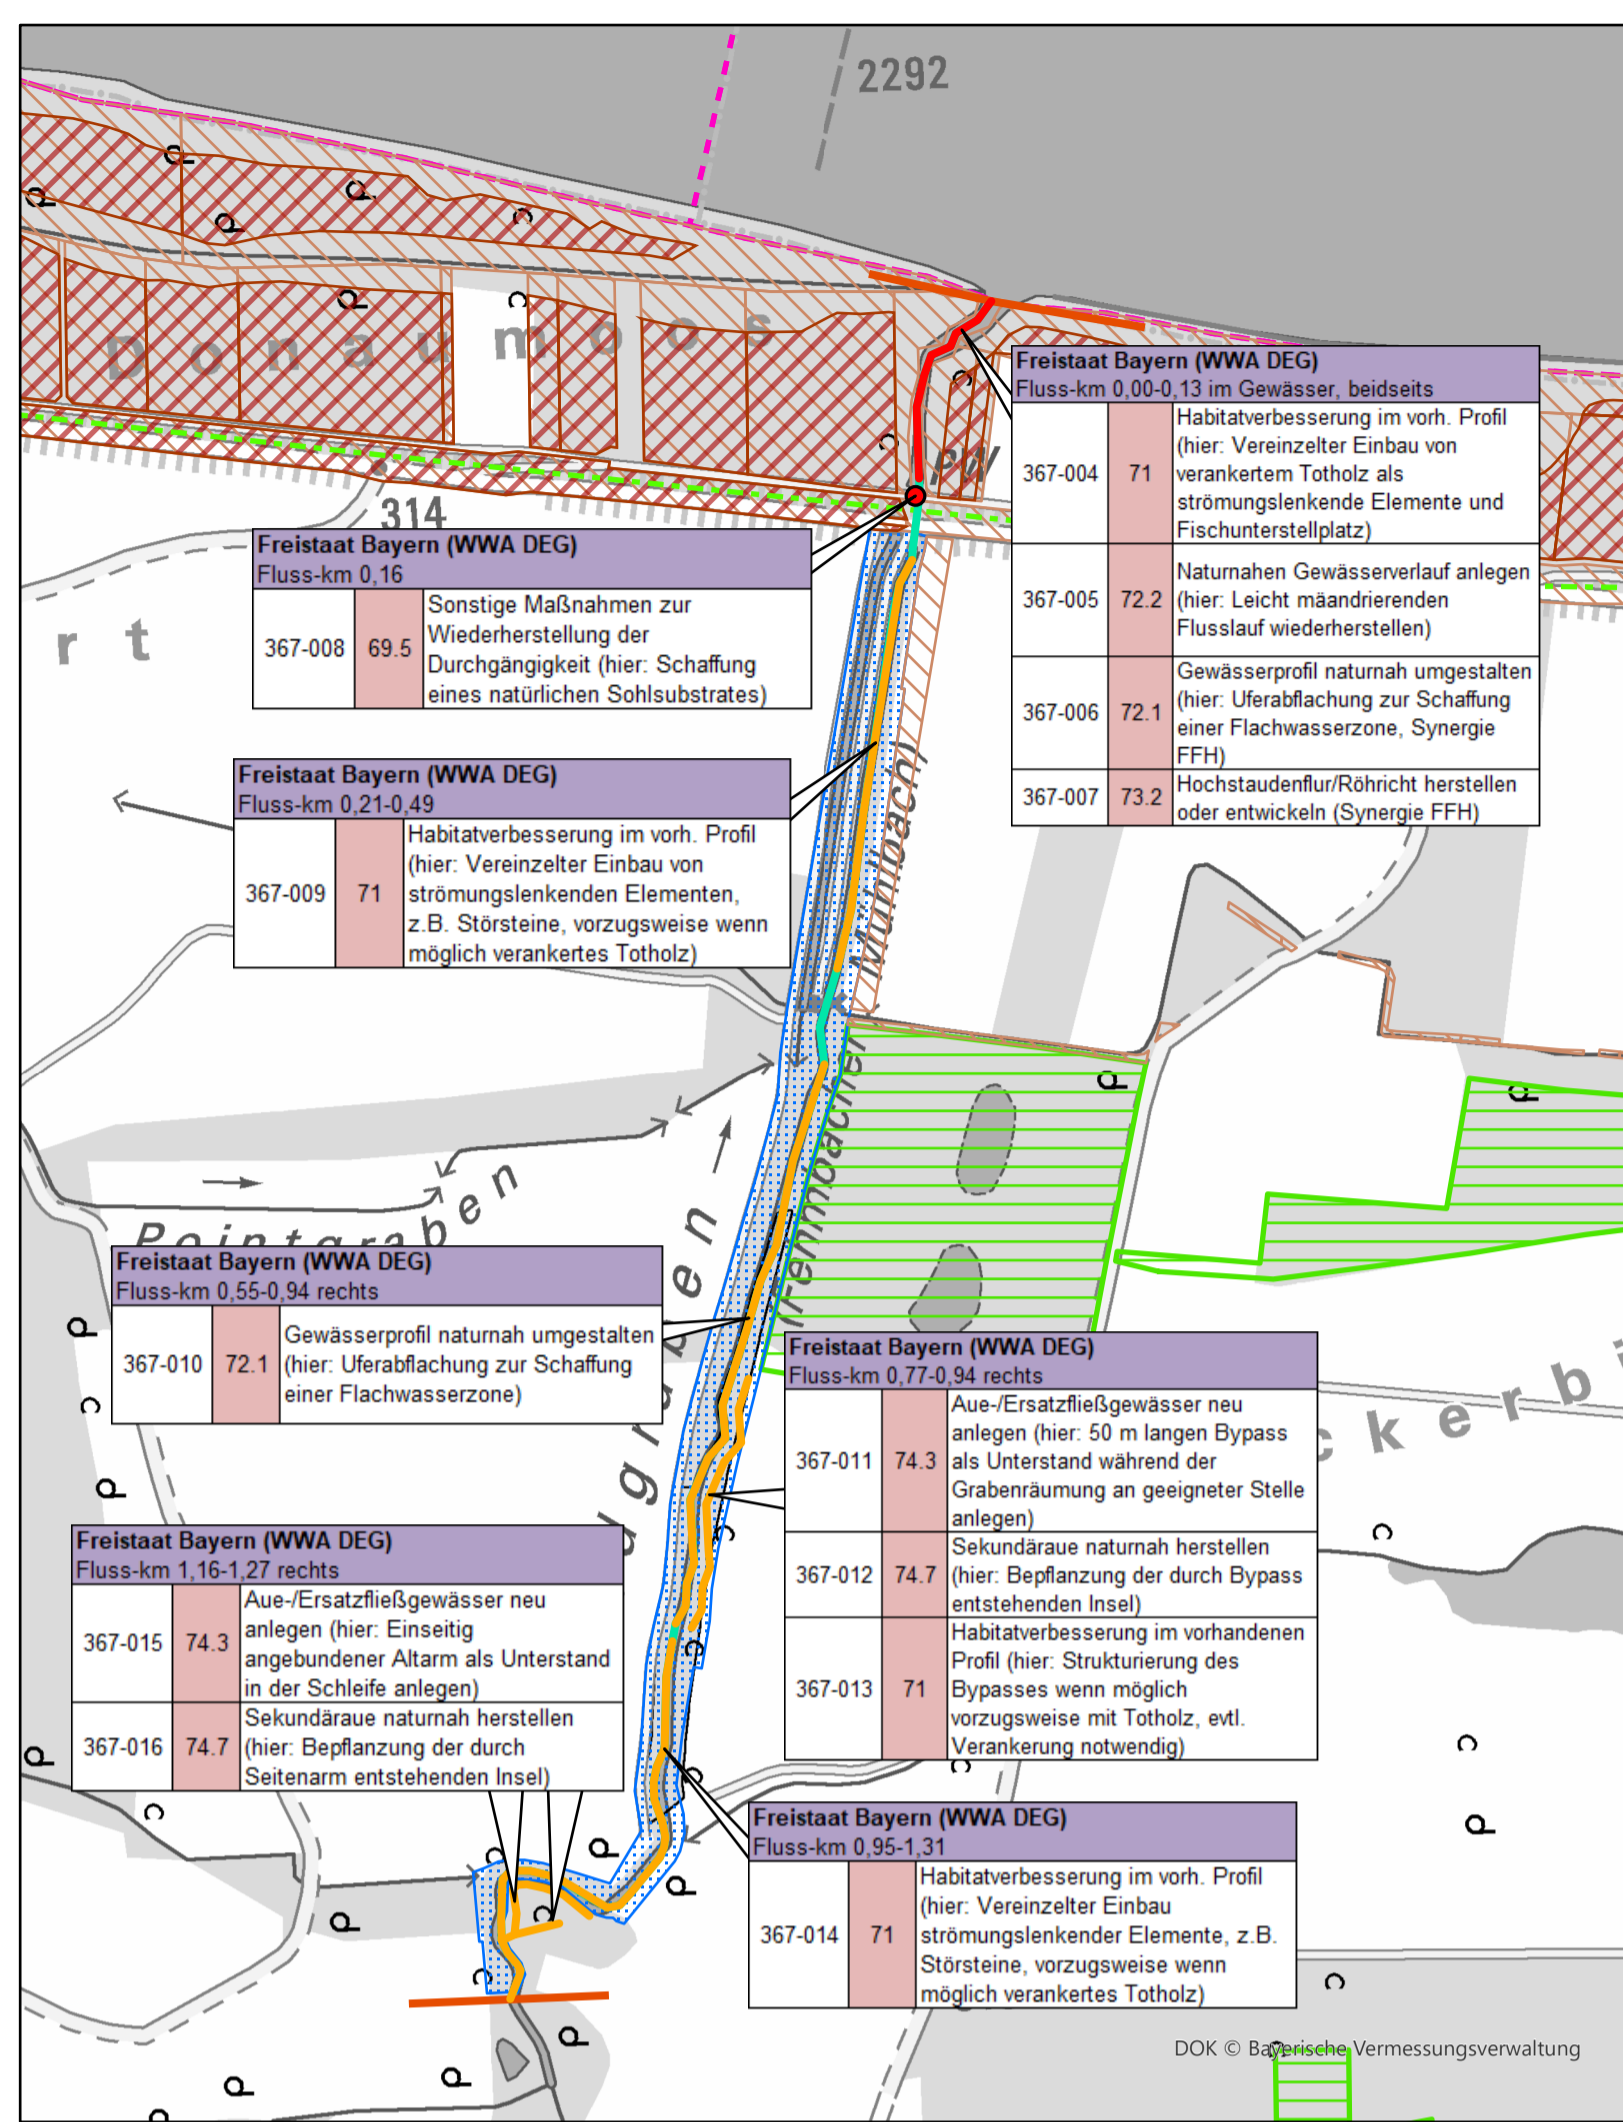 2292
Donaumoos
Freistaat Bayern (WWA DEG)
Fluss-km 0,00-0,13 im Gewässer, beidseits
367-004
71
Habitatverbesserung im vorh. Profil
(hier: Vereinzelter Einbau von
verankertem Totholz als
strömungslenkende Elemente und
Fischunterstellplatz)
367-005
72.2
Naturnahen Gewässerverlauf anlegen
(hier: Leicht mäandrierenden
Flusslauf wiederherstellen)
367-006
72.1
Gewässerprofil naturnah umgestalten
(hier: Uferabflachung zur Schaffung
einer Flachwasserzone, Synergie
FFH)
367-007
73.2
Hochstaudenflur/Röhricht herstellen
oder entwickeln (Synergie FFH)
PW
314
Freistaat Bayern (WWA DEG)
Fluss-km 0,16
367-008
69.5
Sonstige Maßnahmen zur
Wiederherstellung der
Durchgängigkeit (hier: Schaffung
eines natürlichen Sohlsubstrates)
rt
Freistaat Bayern (WWA DEG)
Fluss-km 0,21-0,49
367-009
71
Habitatverbesserung im vorh. Profil
(hier: Vereinzelter Einbau von
strömungslenkenden Elementen,
z.B. Störsteine, vorzugsweise wenn
möglich verankertes Totholz)
(Fehmbacher
Mühlbach)
Pointgraben
Freistaat Bayern (WWA DEG)
Fluss-km 0,55-0,94 rechts
367-010
72.1
Gewässerprofil naturnah umgestalten
(hier: Uferabflachung zur Schaffung
einer Flachwasserzone)
Freistaat Bayern (WWA DEG)
Fluss-km 0,77-0,94 rechts
367-011
74.3
Aue-/Ersatzfließgewässer neu
anlegen (hier: 50 m langen Bypass
als Unterstand während der
Grabenräumung an geeigneter Stelle
anlegen)
367-012
74.7
Sekundäraue naturnah herstellen
(hier: Bepflanzung der durch Bypass
entstehenden Insel)
367-013
71
Habitatverbesserung im vorhandenen
Profil (hier: Strukturierung des
Bypasses wenn möglich
vorzugsweise mit Totholz, evtl.
Verankerung notwendig)
ckerbi
Freistaat Bayern (WWA DEG)
Fluss-km 1,16-1,27 rechts
367-015
74.3
Aue-/Ersatzfließgewässer neu
anlegen (hier: Einseitig
angebundener Altarm als Unterstand
in der Schleife anlegen)
367-016
74.7
Sekundäraue naturnah herstellen
(hier: Bepflanzung der durch
Seitenarm entstehenden Insel)
Freistaat Bayern (WWA DEG)
Fluss-km 0,95-1,31
367-014
71
Habitatverbesserung im vorh. Profil
(hier: Vereinzelter Einbau
strömungslenkender Elemente, z.B.
Störsteine, vorzugsweise wenn
möglich verankertes Totholz)
DOK © Bayerische Vermessungsverwaltung